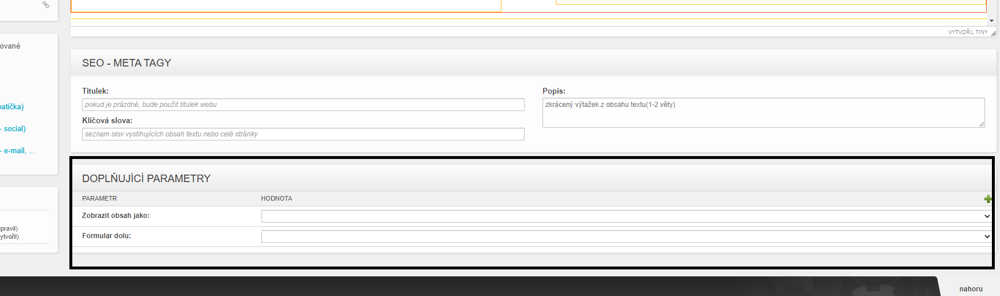 ované
patička)
- social)
- e-mail, ...
pravil)
ytvořil)
VYTVOŘIL TINY
SEO - META TAGY
Titulek:
pokud je prázdné, bude použit titulek webu
Klíčová slova:
seznam slov vystihujících obsah textu nebo celé stránky
Popis:
zkrácený výtažek z obsahu textu(1-2 věty)
DOPLŇUJÍCÍ PARAMETRY
PARAMETR HODNOTA
Zobrazit obsah jako:
Formular dolu:
nahoru